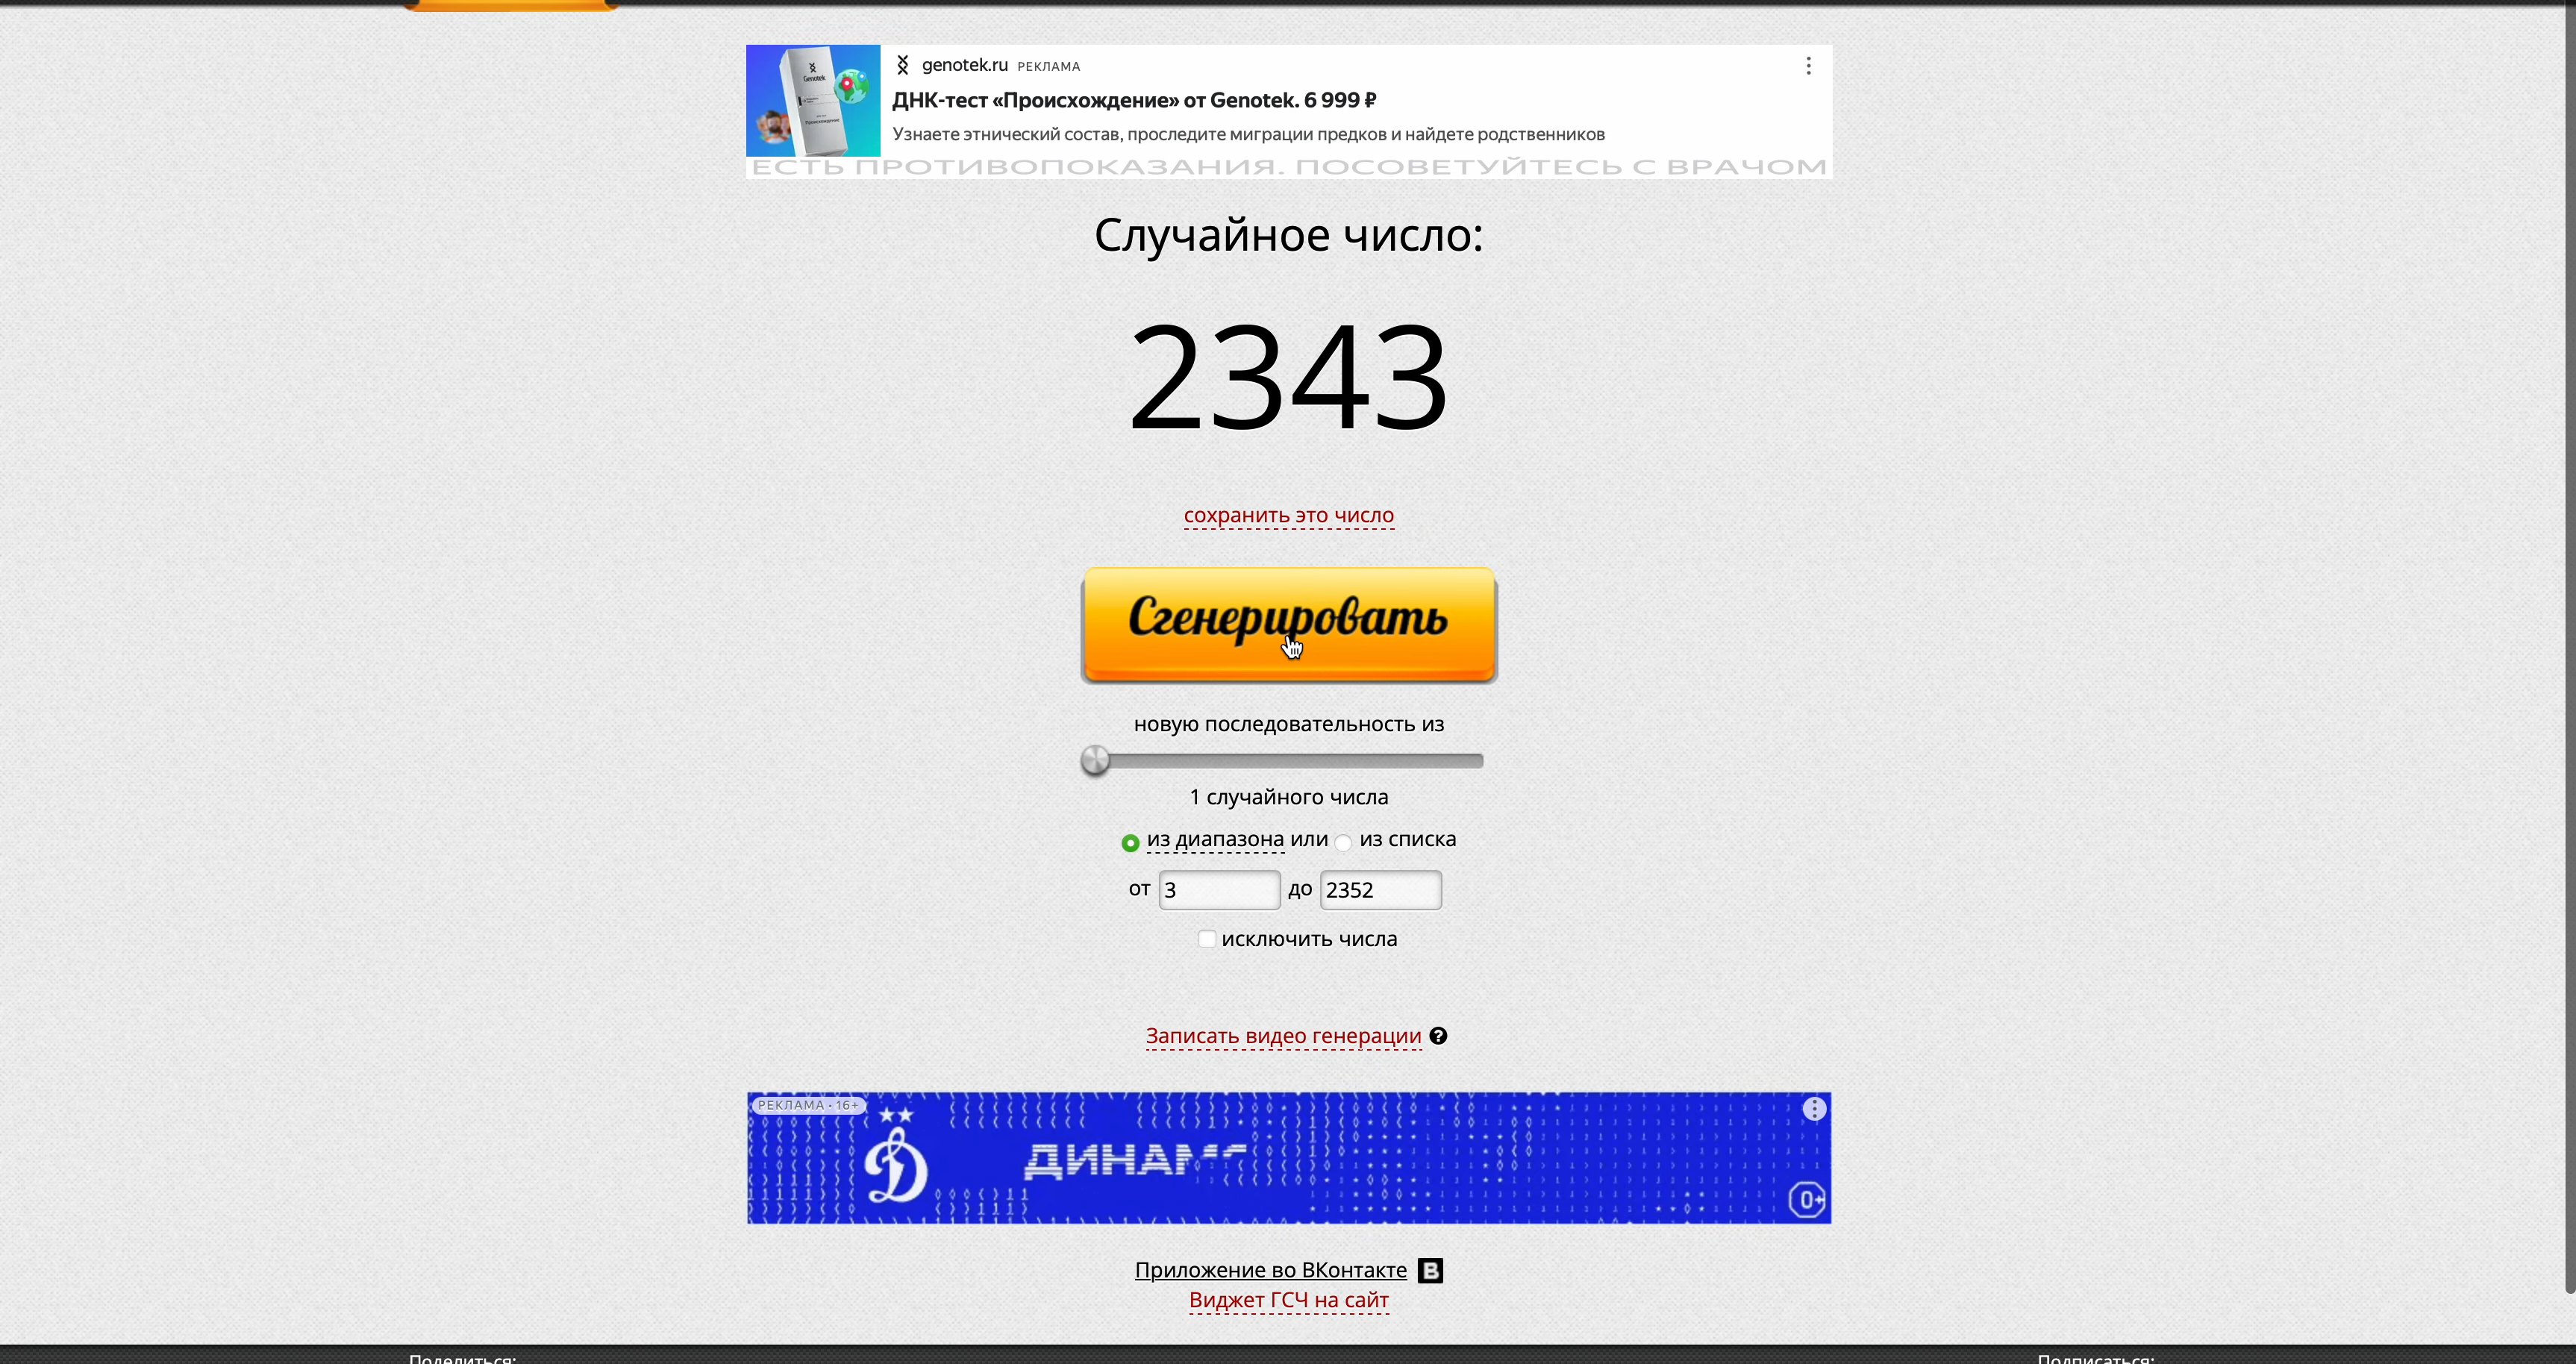 genotek.ru РЕКЛАМА
Genotek
ДНК-тест «Происхождение» от Genotek. 6 999 ₽
Узнаете этнический состав, проследите миграции предков и найдете родственников
ЕСТЬ ПРОТИВОПОКАЗАНИЯ. ПОСОВЕТУЙТЕСЬ С ВРАЧОМ
Случайное число:
2343
сохранить это число
Сгенерировать
новую последовательность из
1 случайного числа
из диапазона или из списка
от 3 до 2352
исключить числа
Записать видео генерации ?
РЕКЛАМА • 16+
Д
0+
Приложение во ВКонтакте B
Виджет ГСЧ на сайт
Поделиться: Подписаться: